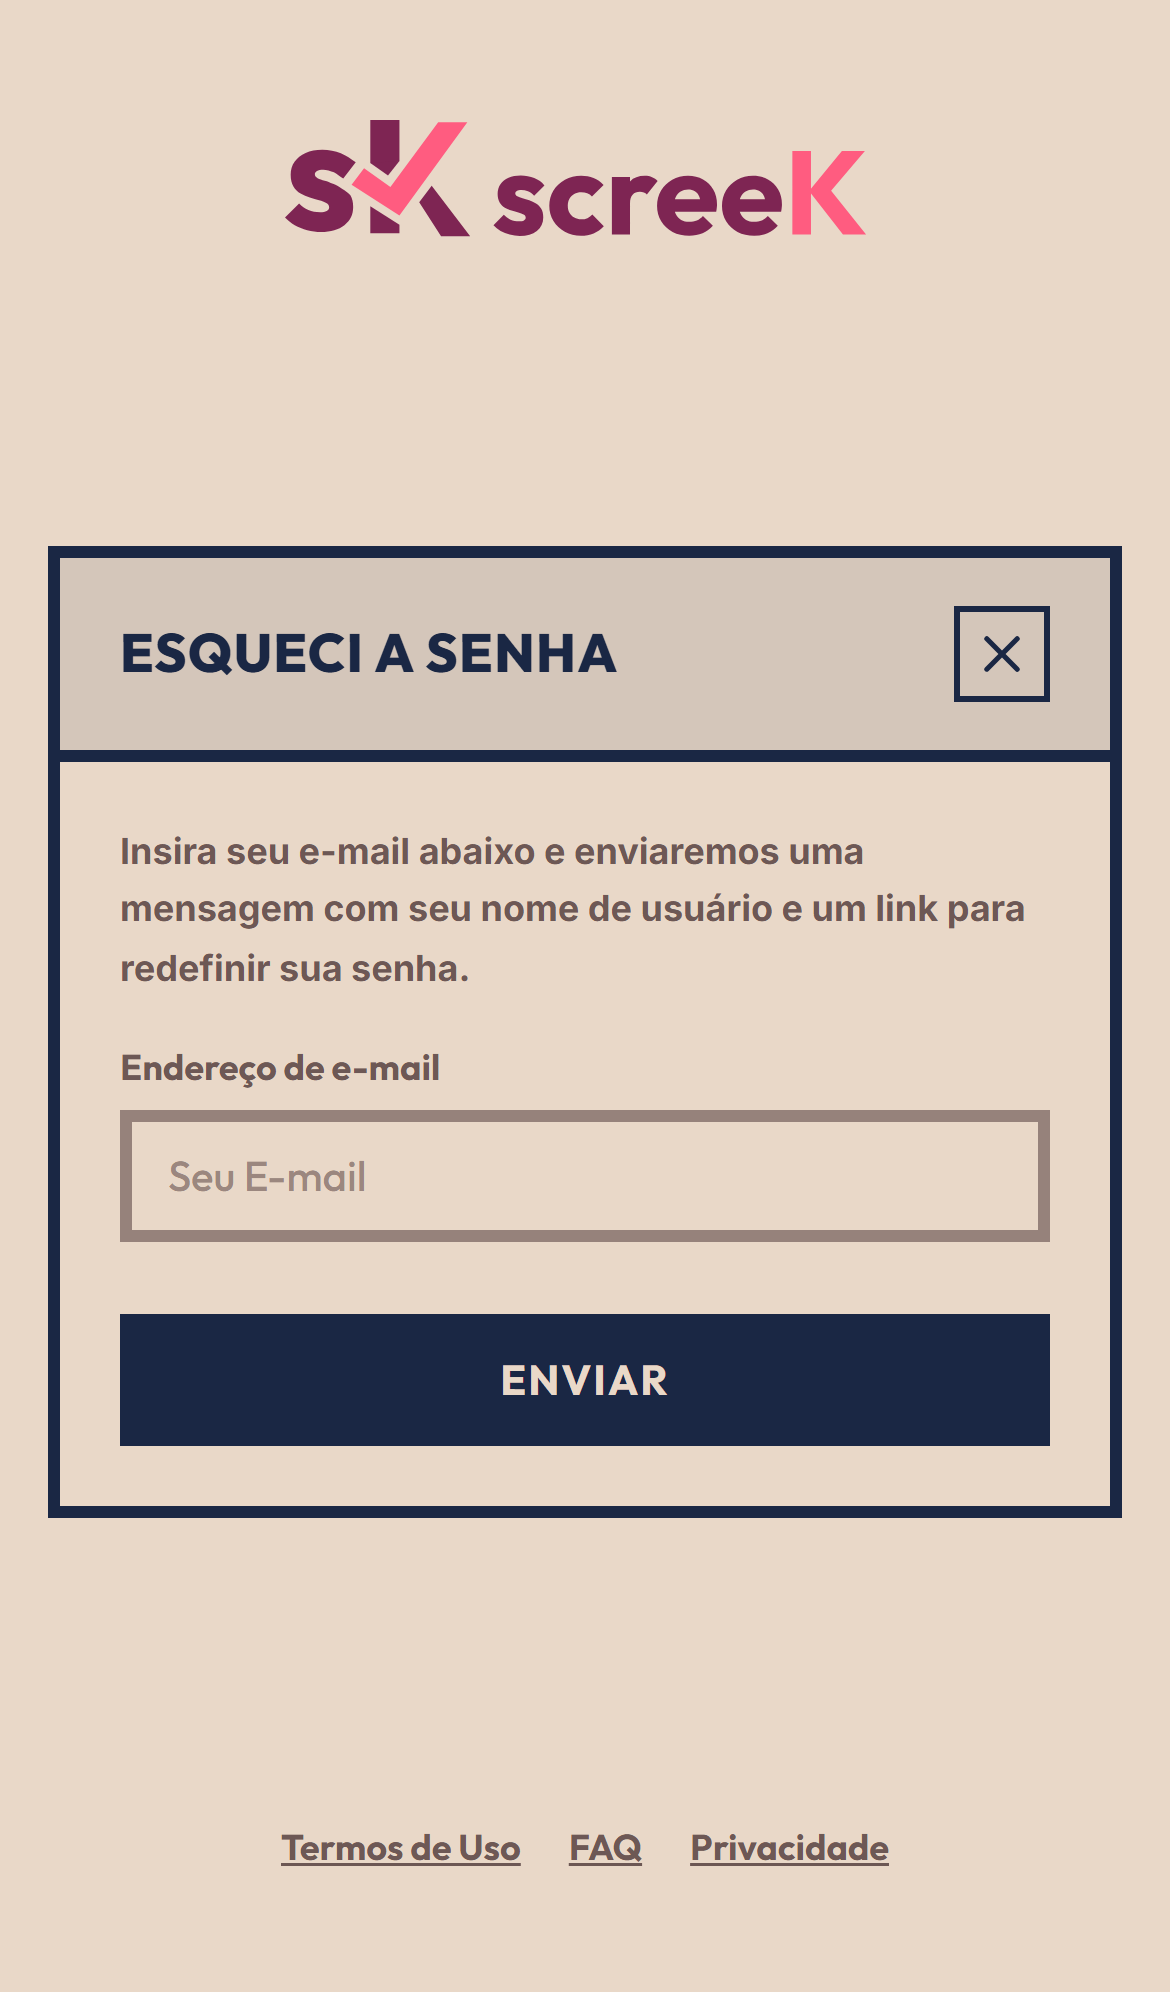 sK screeK
ESQUECI A SENHA
Insira seu e-mail abaixo e enviaremos uma
mensagem com seu nome de usuário e um link para
redefinir sua senha.
Endereço de e-mail
Seu E-mail
ENVIAR
Termos de Uso FAQ Privacidade